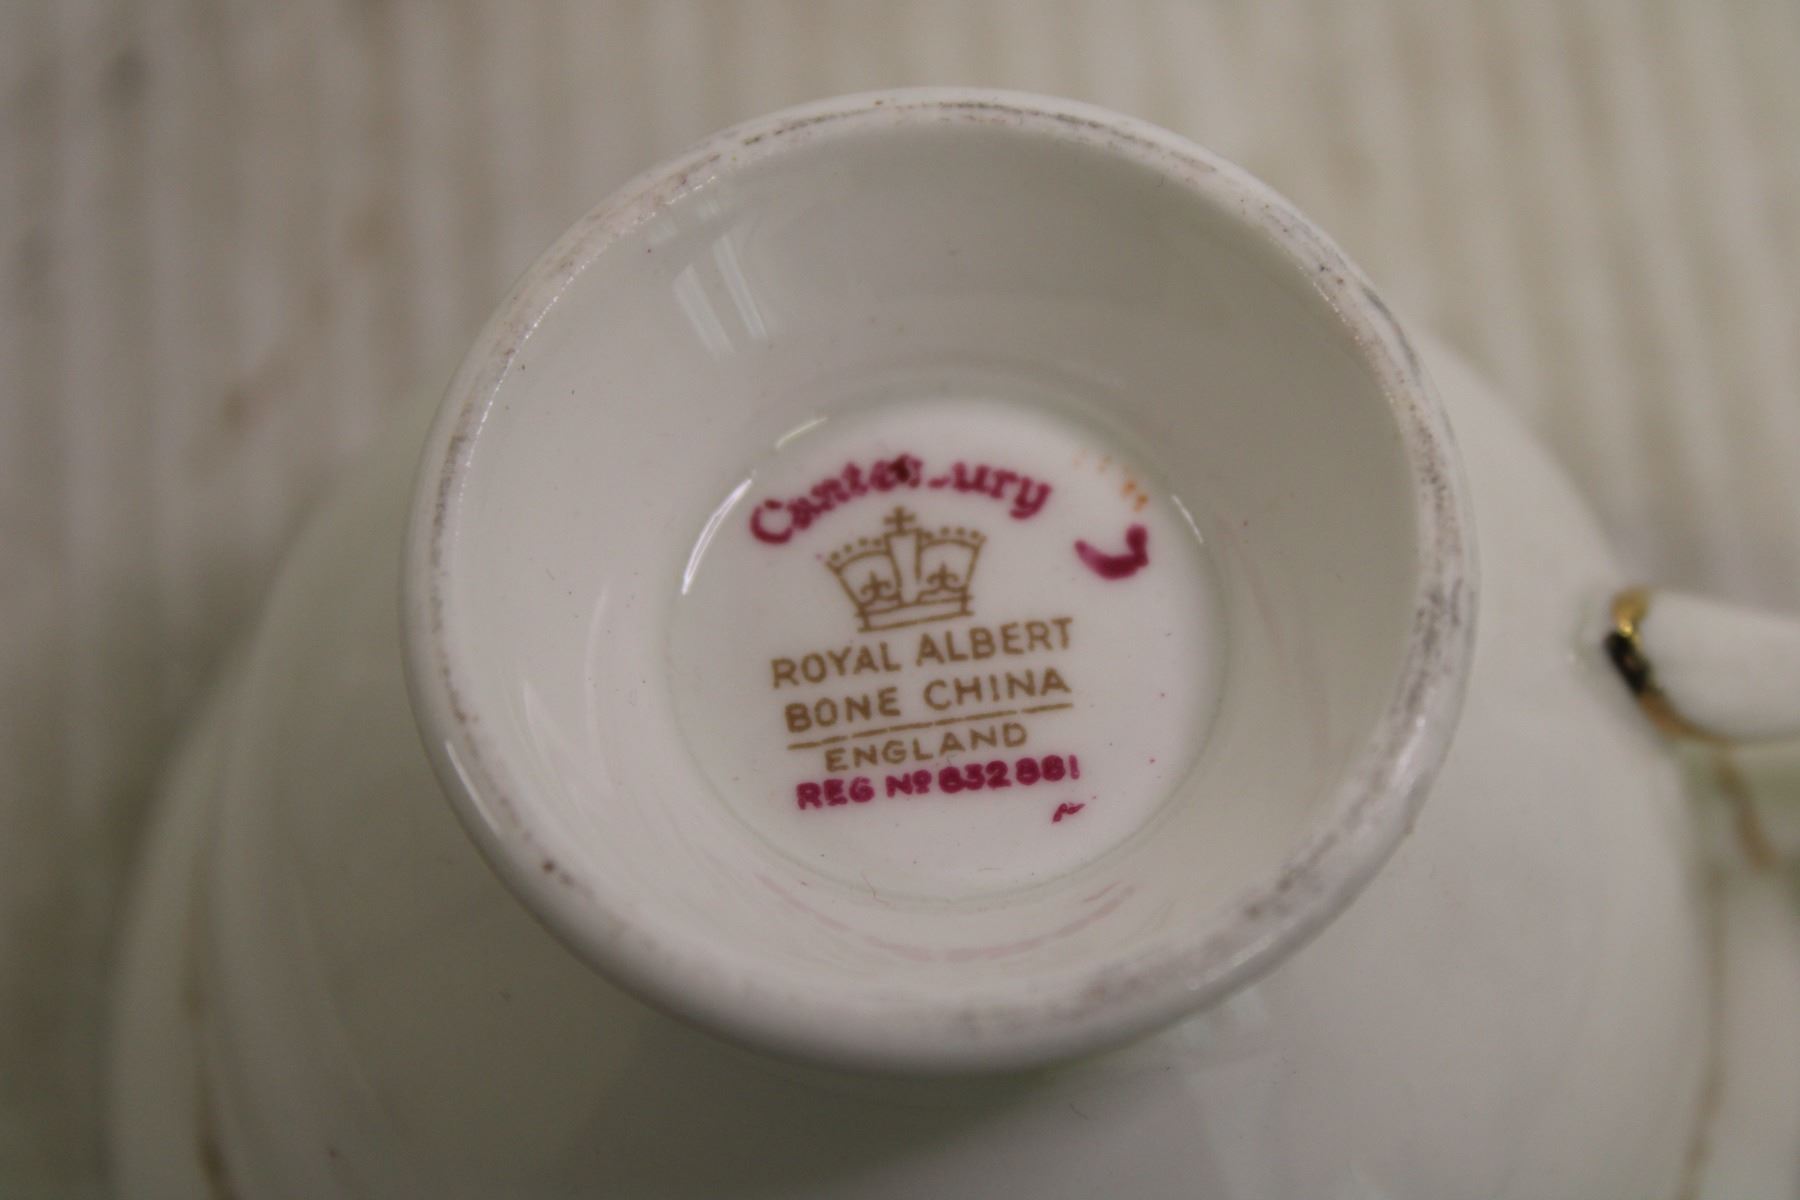 Canterbury
ROYAL ALBERT
BONE CHINA
ENGLAND
REG Nº 832881